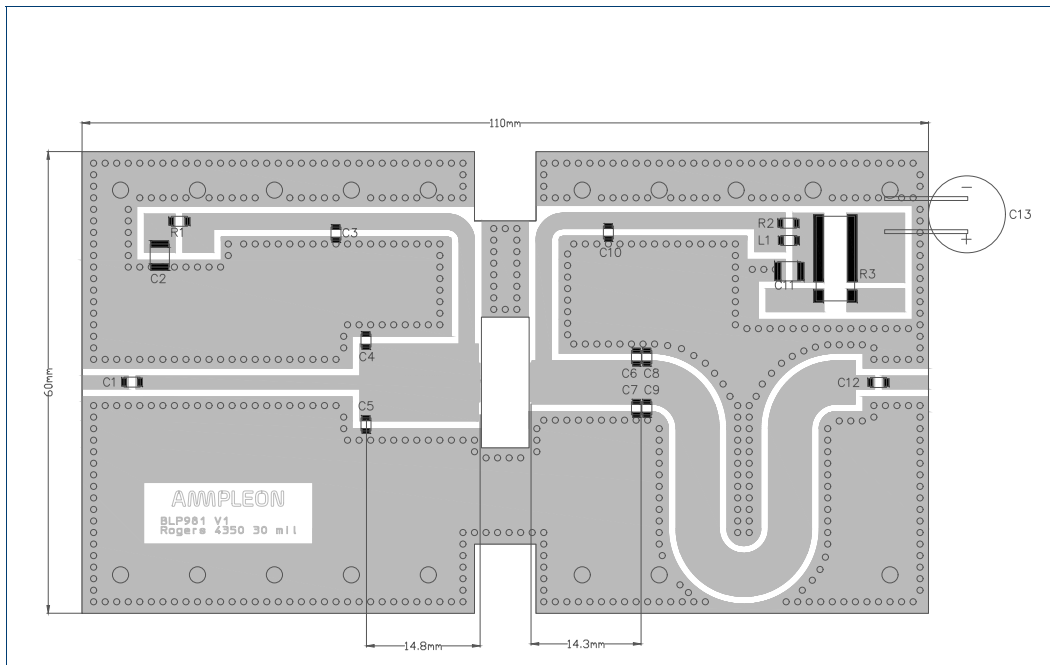 110mm
60mm
C13
R1
C3
C10
R2
L1
C2
C11
R3
C4
C6 C8
C1
C12
C7 C9
C5
AMPLEON
BLP981 V1
Rogers 4350 30 mil
14.8mm
14.3mm